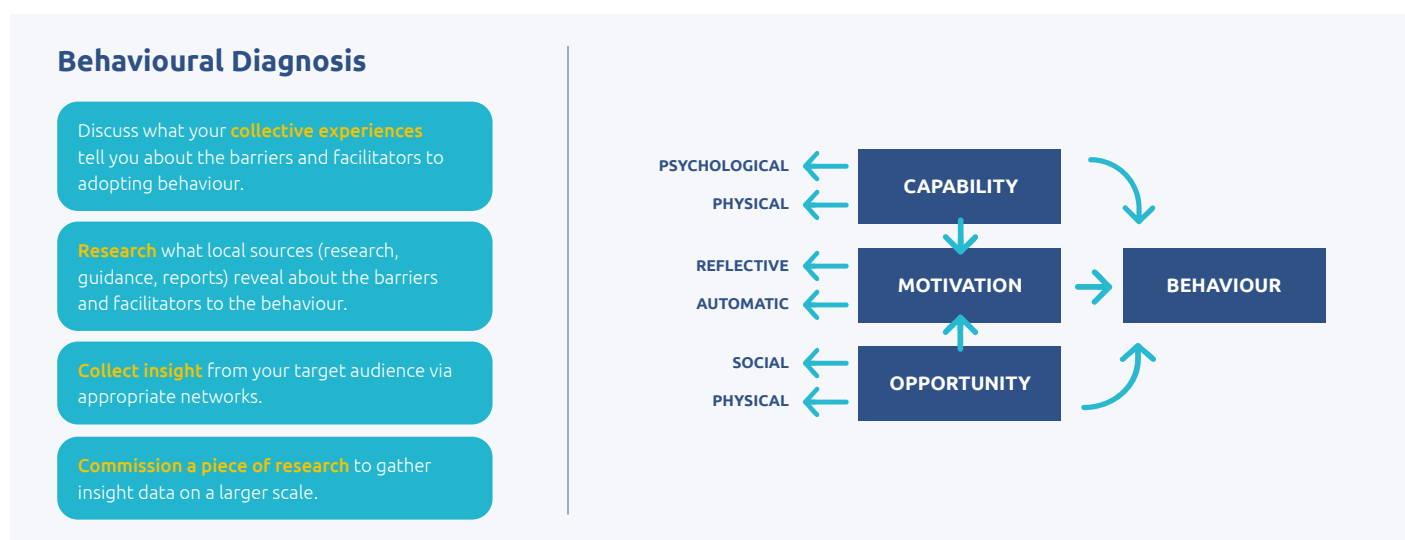 Behavioural Diagnosis
Discuss what your collective experiences
tell you about the barriers and facilitators to
adopting behaviour.
Research what local sources (research,
guidance, reports) reveal about the barriers
and facilitators to the behaviour.
Collect insight from your target audience via
appropriate networks.
Commission a piece of research to gather
insight data on a larger scale.
PSYCHOLOGICAL
PHYSICAL
CAPABILITY
REFLECTIVE
AUTOMATIC
MOTIVATION
BEHAVIOUR
SOCIAL
PHYSICAL
OPPORTUNITY